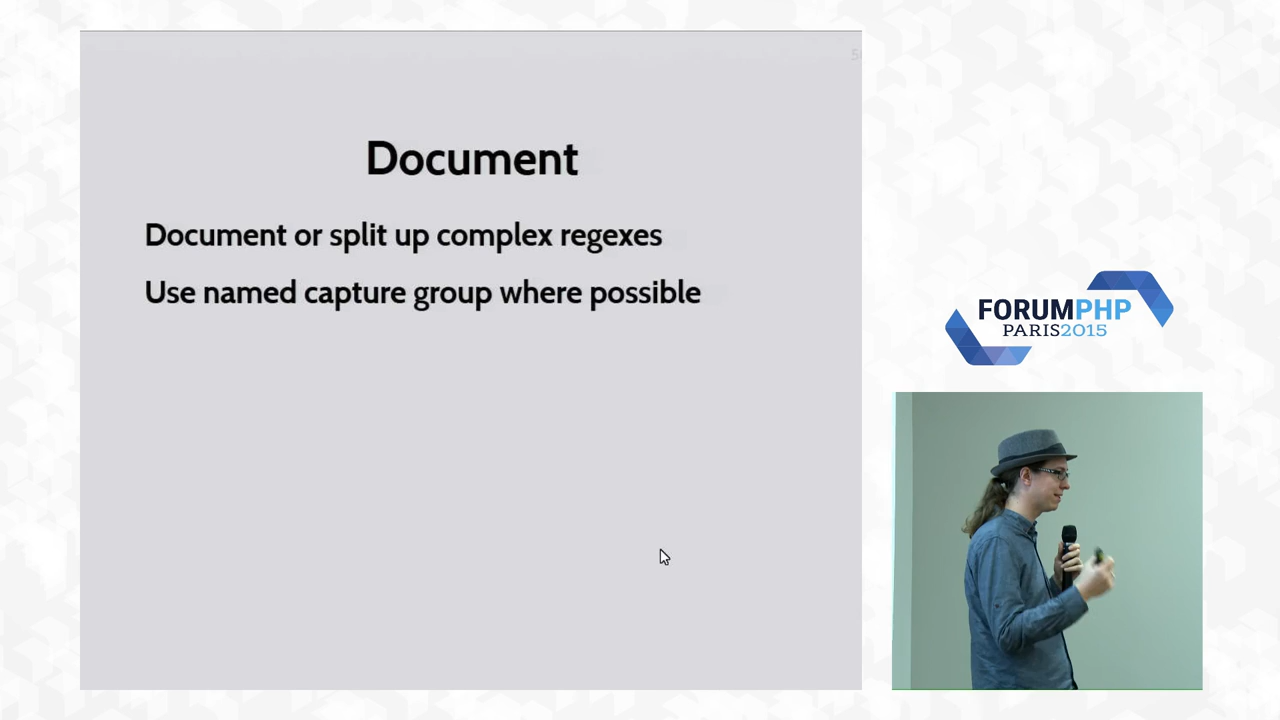 Document
Document or split up complex regexes
Use named capture group where possible
FORUMPHP
PARIS2015